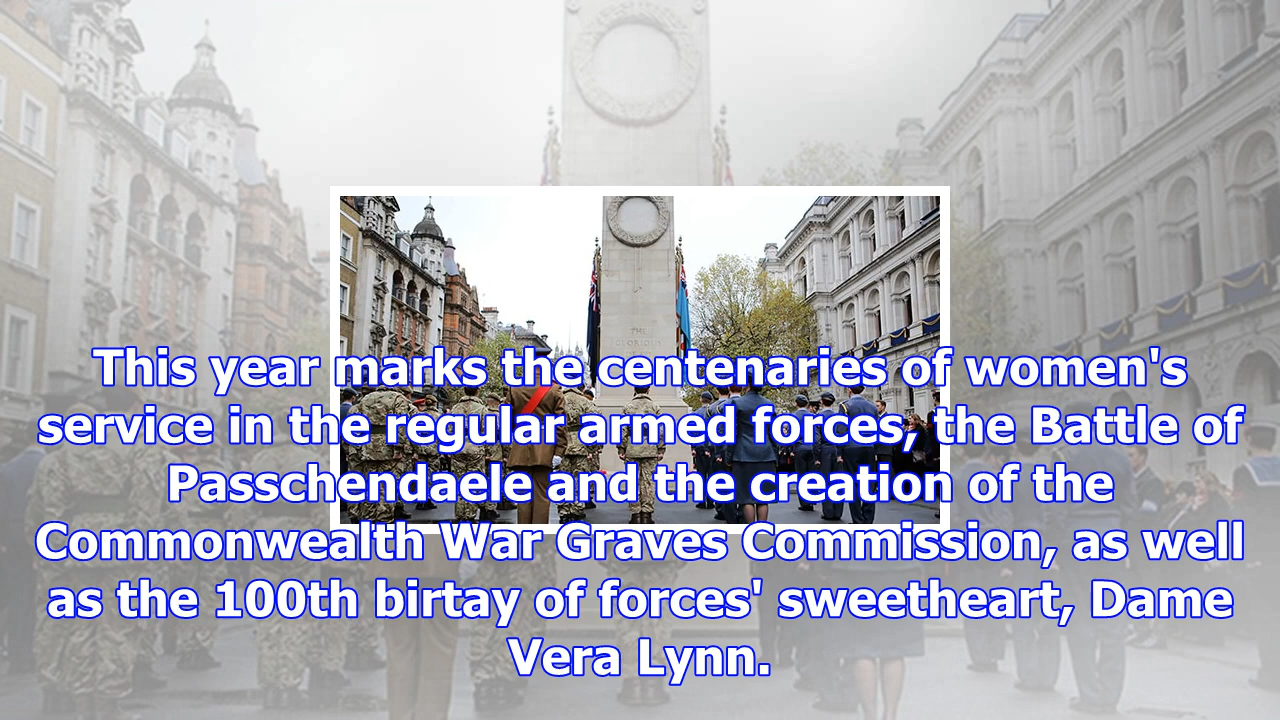 THE
GLORIOUS
This year marks the centenaries of women's
service in the regular armed forces, the Battle of
Passchendaele and the creation of the
Commonwealth War Graves Commission, as well
as the 100th birtay of forces' sweetheart, Dame
Vera Lynn.